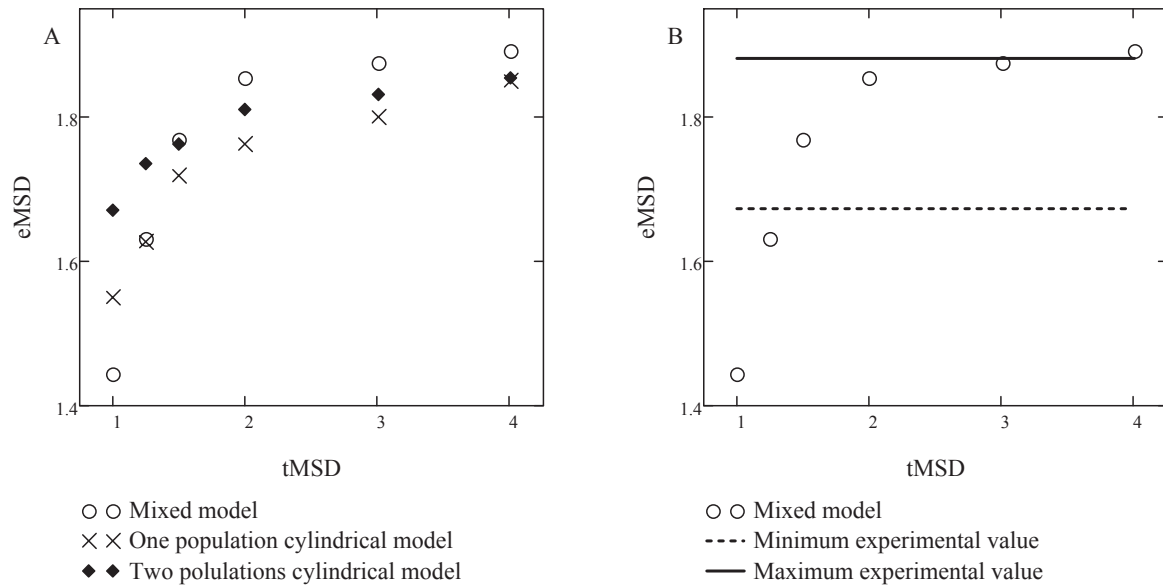 A
1.8
1.6
1.4
eMSD
1
2
3
4
tMSD
Mixed model
One population cylindrical model
Two polulations cylindrical model
B
1.8
1.6
1.4
eMSD
1
2
3
4
tMSD
Mixed model
Minimum experimental value
Maximum experimental value